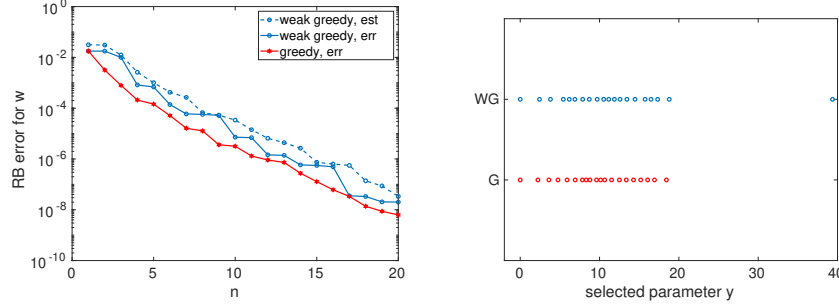 10^0
10^-2
10^-4
10^-6
10^-8
10^-10
RB error for w
0 5 10 15 20
n
weak greedy, est
weak greedy, err
greedy, err
WG
G
0 10 20 30 40
selected parameter y